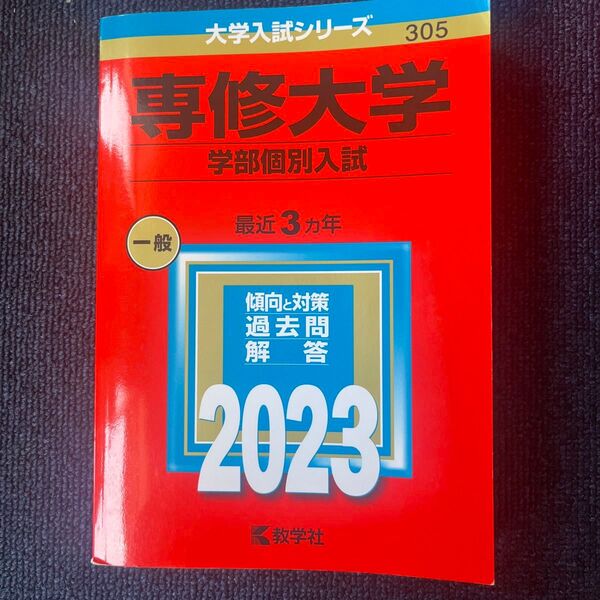 大学入試シリーズ
305
専修大学
学部個別入試
最近3ヵ年
一般
傾向と対策
過去問
解答
2023
教学社